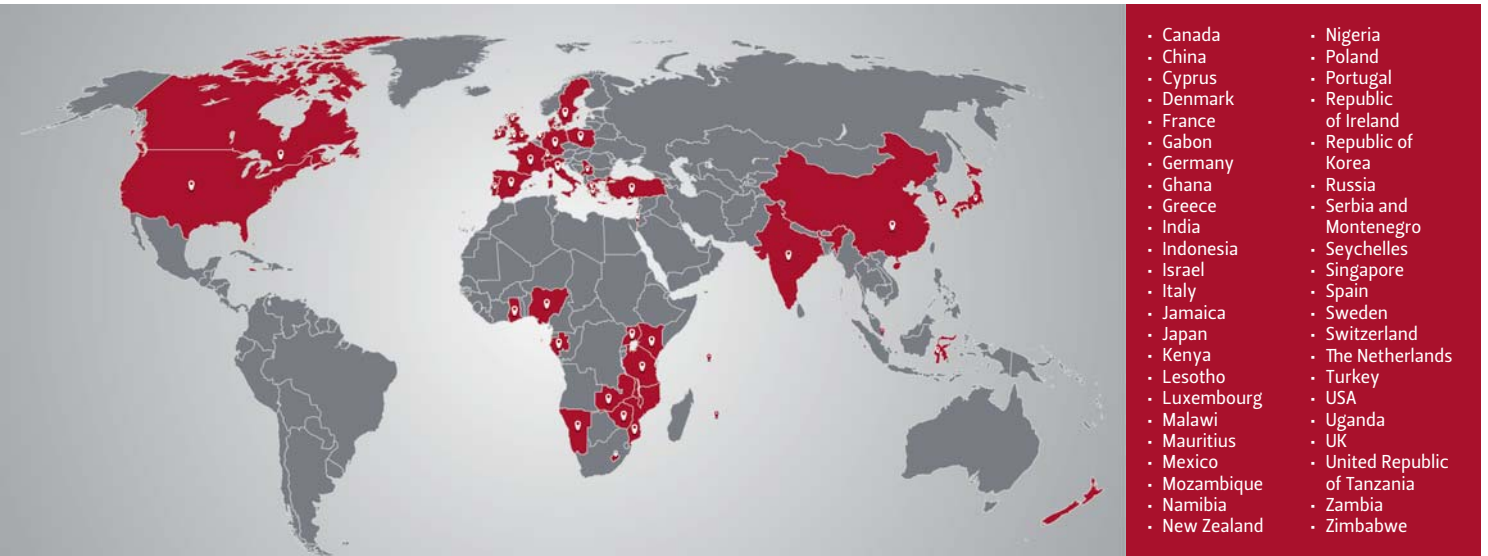 · Canada
· China
· Cyprus
· Denmark
· France
· Gabon
· Germany
· Ghana
· Greece
· India
· Indonesia
· Israel
· Italy
· Jamaica
· Japan
· Kenya
· Lesotho
· Luxembourg
· Malawi
· Mauritius
· Mexico
· Mozambique
· Namibia
· New Zealand
· Nigeria
· Poland
· Portugal
· Republic
of Ireland
· Republic of
Korea
· Russia
· Serbia and
Montenegro
· Seychelles
· Singapore
· Spain
· Sweden
· Switzerland
· The Netherlands
· Turkey
· USA
· Uganda
· UK
· United Republic
of Tanzania
· Zambia
· Zimbabwe